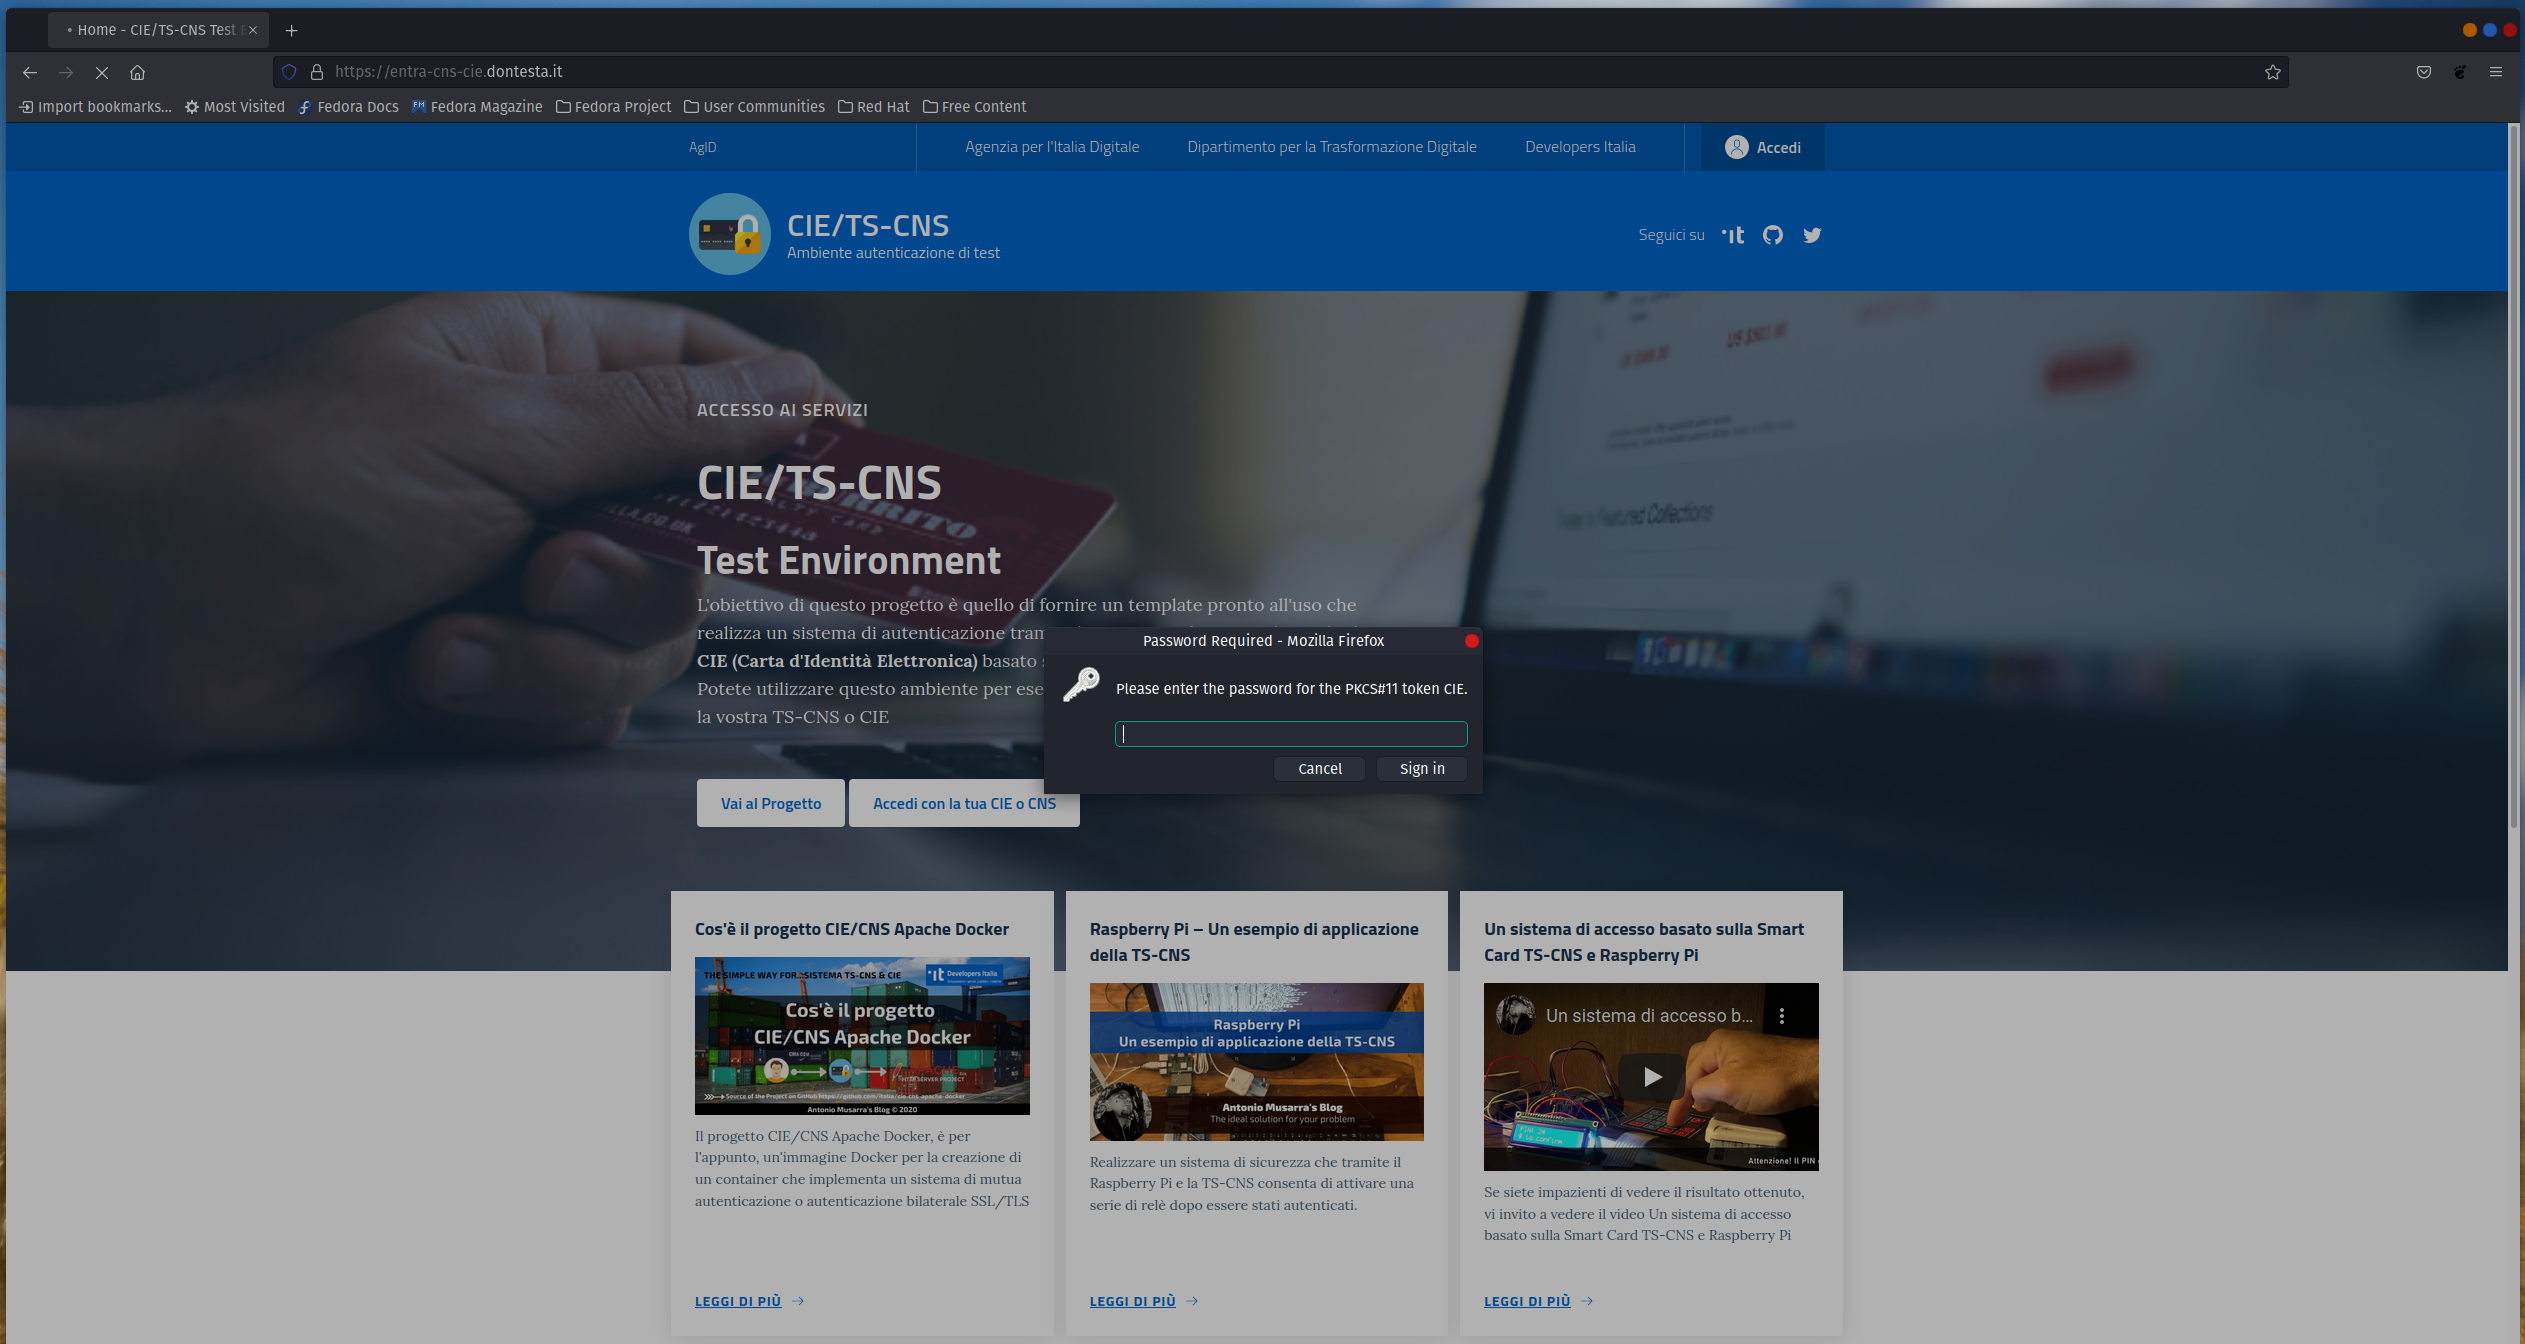 Home - CIE/TS-CNS Test E
https://entra-cns-cie.dontesta.it
Import bookmarks... Most Visited Fedora Docs Fedora Magazine Fedora Project User Communities Red Hat Free Content
AgID Agenzia per l'Italia Digitale Dipartimento per la Trasformazione Digitale Developers Italia Accedi
CIE/TS-CNS
Ambiente autenticazione di test
Seguici su
ACCESSO AI SERVIZI
CIE/TS-CNS
Test Environment
L'obiettivo di questo progetto è quello di fornire un template pronto all'uso che
realizza un sistema di autenticazione tram
CIE (Carta d'Identità Elettronica) basato
Potete utilizzare questo ambiente per ese
la vostra TS-CNS o CIE
Password Required - Mozilla Firefox
Please enter the password for the PKCS#11 token CIE.
Cancel Sign in
Vai al Progetto Accedi con la tua CIE o CNS
Cos'è il progetto CIE/CNS Apache Docker
THE SIMPLE WAY FOR...SISTEMA TS-CNS & CIE
Developers Italia
Cos'è il progetto
CIE/CNS Apache Docker
Source of the Project on GitHub https://github.com/italia/cie-cns-apache-docker
Antonio Musarra's Blog © 2020
Il progetto CIE/CNS Apache Docker, è per
l'appunto, un'immagine Docker per la creazione di
un container che implementa un sistema di mutua
autenticazione o autenticazione bilaterale SSL/TLS
LEGGI DI PIÙ
Raspberry Pi – Un esempio di applicazione
della TS-CNS
Raspberry Pi
Un esempio di applicazione della TS-CNS
Antonio Musarra's Blog
The ideal solution for your problem
Realizzare un sistema di sicurezza che tramite il
Raspberry Pi e la TS-CNS consenta di attivare una
serie di relè dopo essere stati autenticati.
LEGGI DI PIÙ
Un sistema di accesso basato sulla Smart
Card TS-CNS e Raspberry Pi
Un sistema di accesso b...
Attenzione! Il PIN
Se siete impazienti di vedere il risultato ottenuto,
vi invito a vedere il video Un sistema di accesso
basato sulla Smart Card TS-CNS e Raspberry Pi
LEGGI DI PIÙ